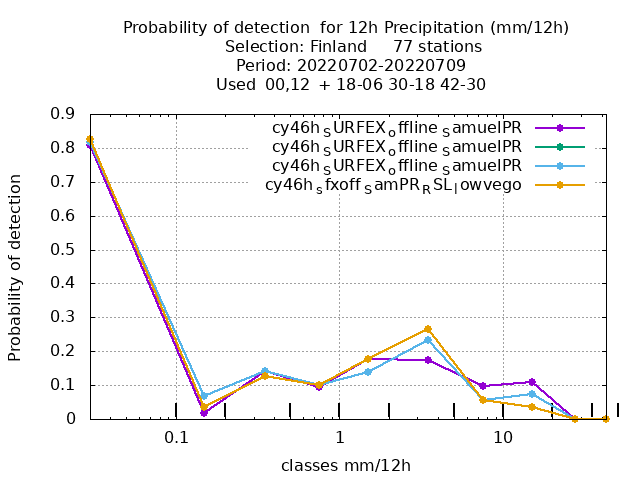 Probability of detection  for 12h Precipitation (mm/12h)
Selection: Finland     77 stations
Period: 20220702-20220709
Used  00,12  + 18-06 30-18 42-30
cy46h_SURFEX_offline_SamuelPR
cy46h_SURFEX_offline_SamuelPR
cy46h_SURFEX_offline_SamuelPR
cy46h_sfxoff_SamPR_RSL_lowvego
Probability of detection
0.9
0.8
0.7
0.6
0.5
0.4
0.3
0.2
0.1
0
0.1 1 10
classes mm/12h